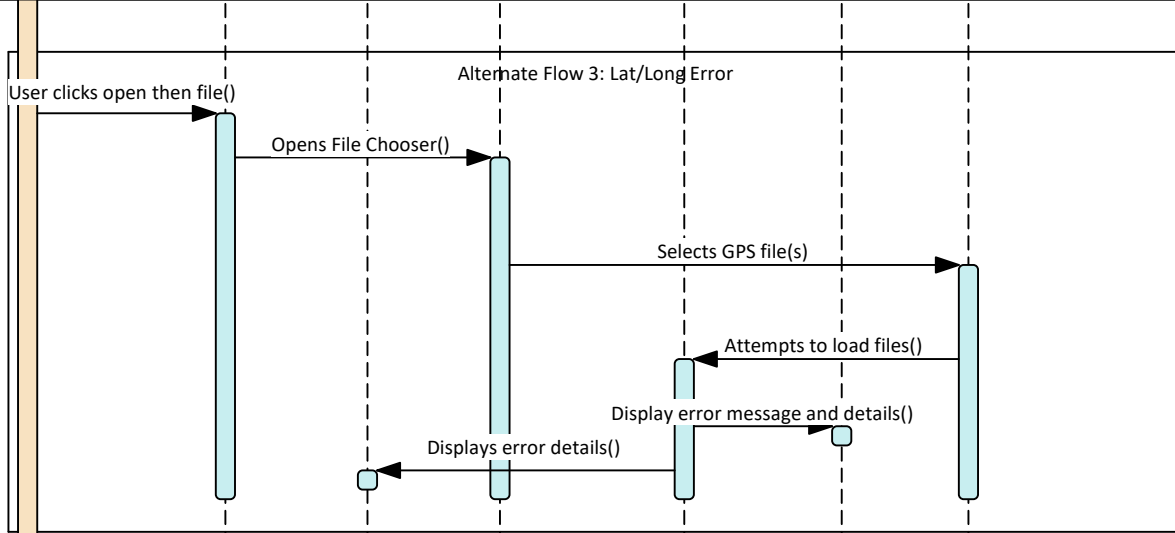 Alternate Flow 3: Lat/Long Error
User clicks open then file()
Opens File Chooser()
Selects GPS file(s)
Attempts to load files()
Display error message and details()
Displays error details()